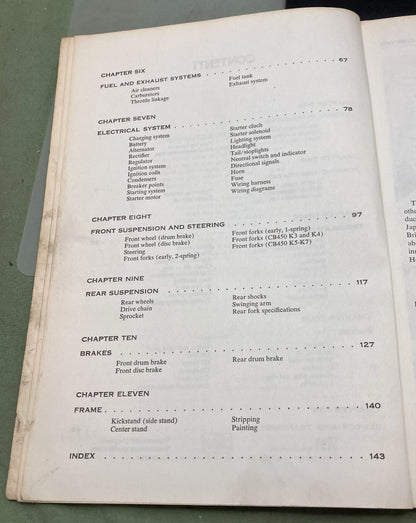 CHAPTER SIX
FUEL AND EXHAUST SYSTEMS . . . . . . . . . . . . . . . . . . . . 67
Air cleaners Fuel tank
Carburetors Exhaust system
Throttle linkage
CHAPTER SEVEN
ELECTRICAL SYSTEM . . . . . . . . . . . . . . . . . . . . 78
Charging system Starter clutch
Battery Starter solenoid
Alternator Lighting system
Rectifier Headlight
Regulator Tail/stoplights
Ignition system Neutral switch and indicator
Ignition coils Directional signals
Condensers Horn
Breaker points Fuse
Starting system Wiring harness
Starter motor Wiring diagrams
CHAPTER EIGHT
FRONT SUSPENSION AND STEERING . . . . . . . . . . . . . . . . 97
Front wheel (drum brake) Front forks (early, 1-spring)
Front wheel (disc brake) Front forks (CB450 K3 and K4)
Steering Front forks (CB450 K5-K7)
Front forks (early, 2-spring)
CHAPTER NINE
REAR SUSPENSION . . . . . . . . . . . . . . . . . . . . 117
Rear wheels Rear shocks
Drive chain Swinging arm
Sprocket Rear fork specifications
CHAPTER TEN
BRAKES . . . . . . . . . . . . . . . . . . . . . . . . 127
Front drum brake Rear drum brake
Front disc brake
CHAPTER ELEVEN
FRAME . . . . . . . . . . . . . . . . . . . . . . . . . 140
Kickstand (side stand) Stripping
Center stand Painting
INDEX . . . . . . . . . . . . . . . . . . . . . . . . . 143